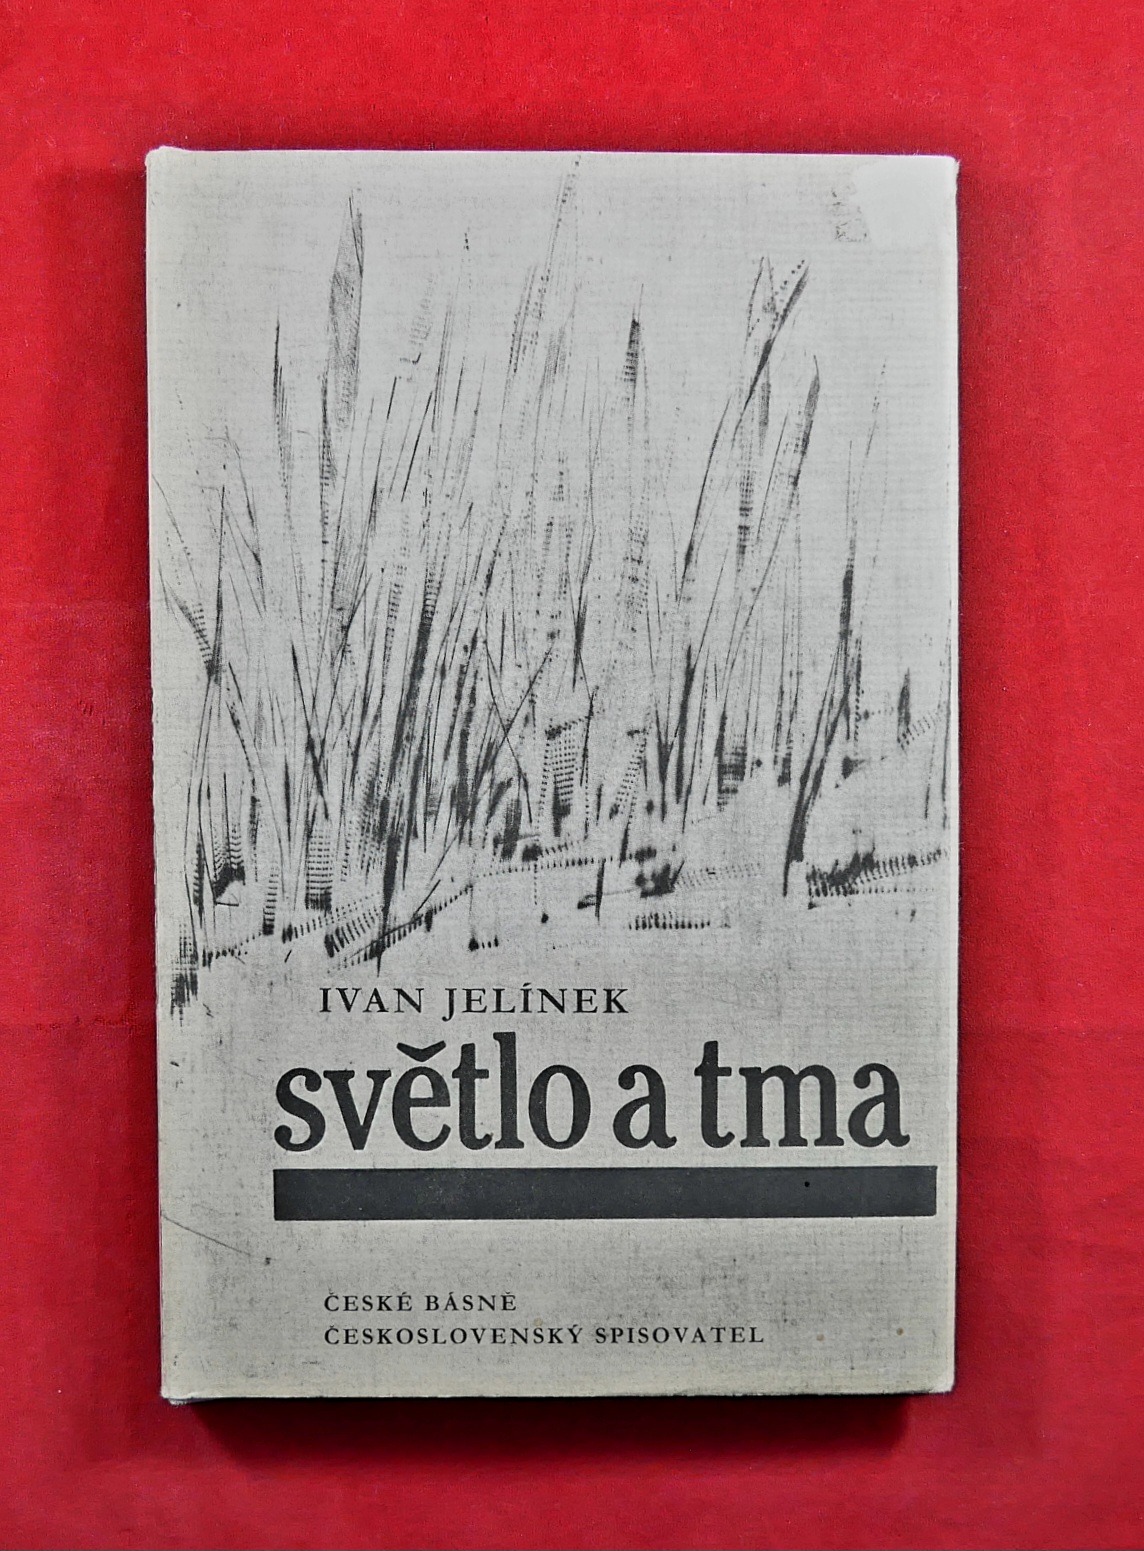 IVAN JELÍNEK
světlo a tma
ČESKÉ BÁSNĚ
ČESKOSLOVENSKÝ SPISOVATEL